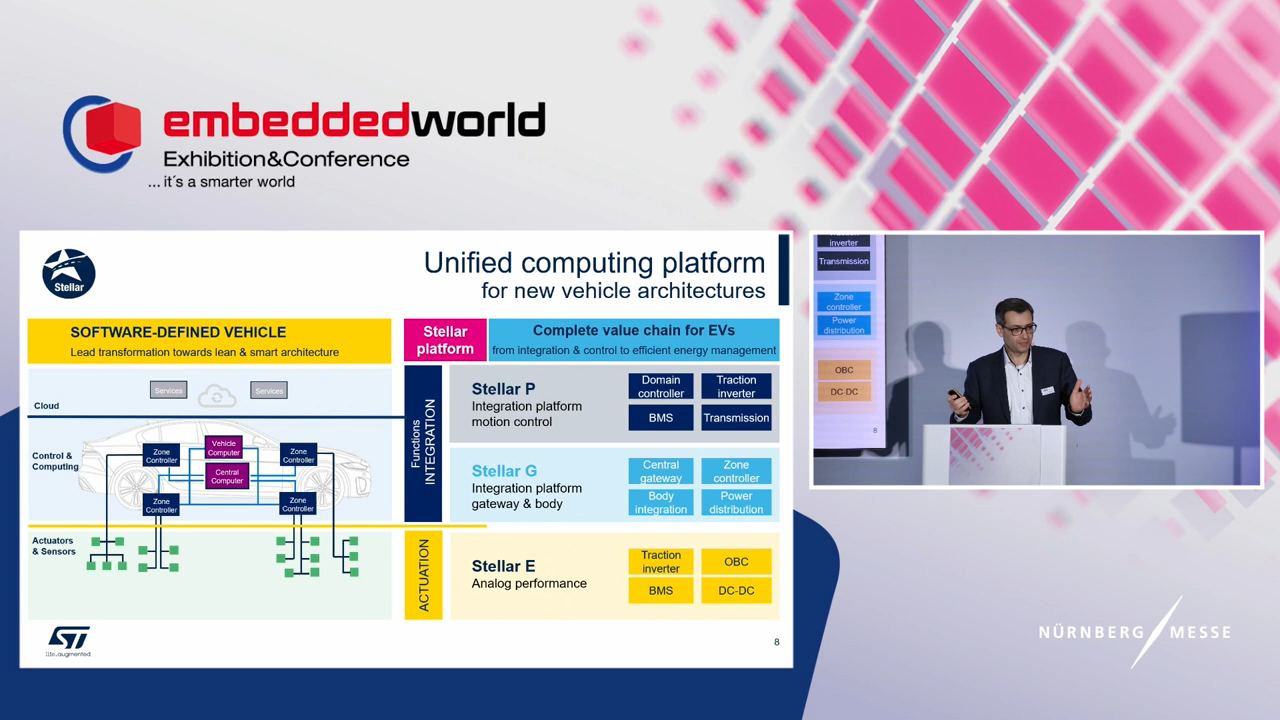 embeddedworld
Exhibition&Conference
... it´s a smarter world
Stellar
Unified computing platform
for new vehicle architectures
SOFTWARE-DEFINED VEHICLE
Lead transformation towards lean & smart architecture
Stellar
platform
Complete value chain for EVs
from integration & control to efficient energy management
Services
Services
Cloud
Control &
Computing
Zone
Controller
Vehicle
Computer
Central
Computer
Zone
Controller
Zone
Controller
Zone
Controller
Actuators
& Sensors
Functions
INTEGRATION
Stellar P
Integration platform
motion control
Domain
controller
Traction
inverter
BMS
Transmission
Stellar G
Integration platform
gateway & body
Central
gateway
Zone
controller
Body
integration
Power
distribution
ACTUATION
Stellar E
Analog performance
Traction
inverter
OBC
BMS
DC-DC
ST
life.augmented
8
inverter
Transmission
Zone
controller
Power
distribution
OBC
DC-DC
8
NÜRNBERG MESSE